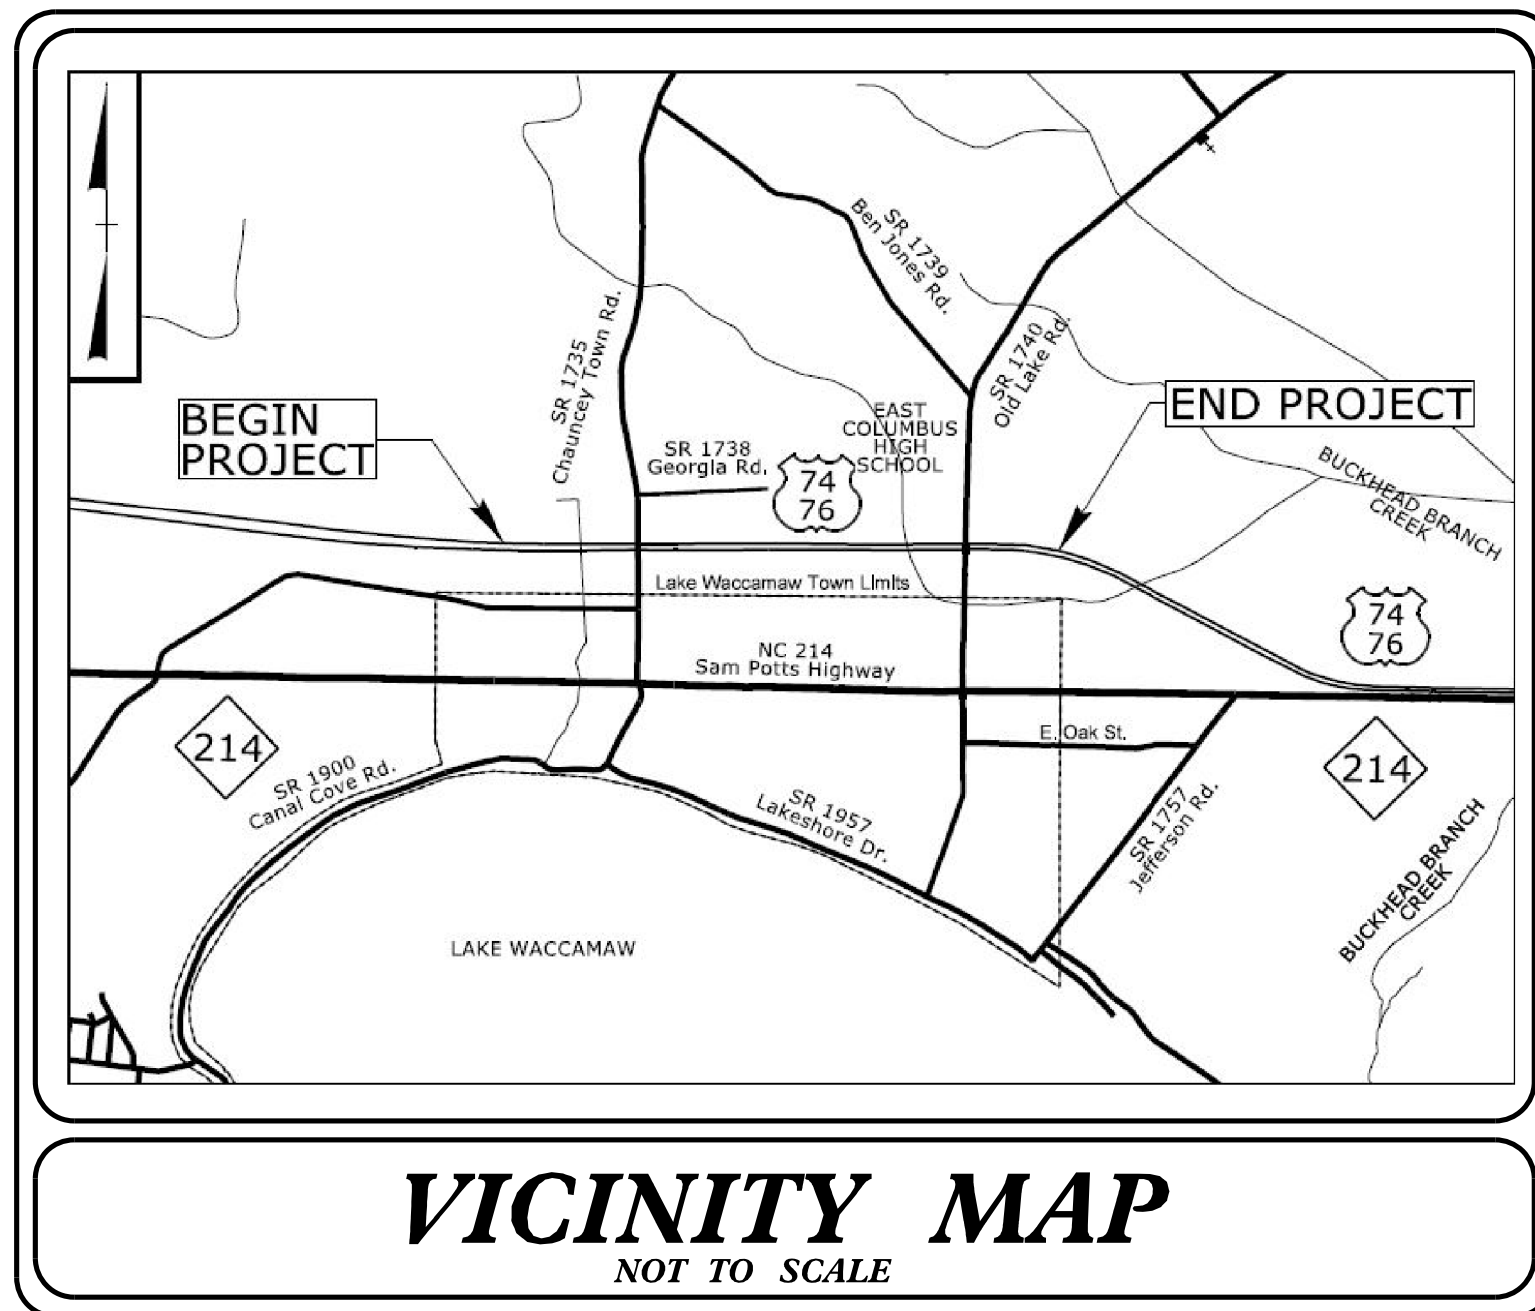 SR 1739
Ben Jones Rd.
SR 1735
Chauncey Town Rd.
SR 1740
Old Lake Rd.
BEGIN
PROJECT
END PROJECT
EAST
COLUMBUS
HIGH
SCHOOL
SR 1738
Georgia Rd.
74
76
BUCKHEAD BRANCH
CREEK
Lake Waccamaw Town Limits
74
76
NC 214
Sam Potts Highway
214
E. Oak St.
214
SR 1900
Canal Cove Rd.
SR 1957
Lakeshore Dr.
SR 1757
Jefferson Rd.
BUCKHEAD BRANCH
CREEK
LAKE WACCAMAW
VICINITY MAP
NOT TO SCALE